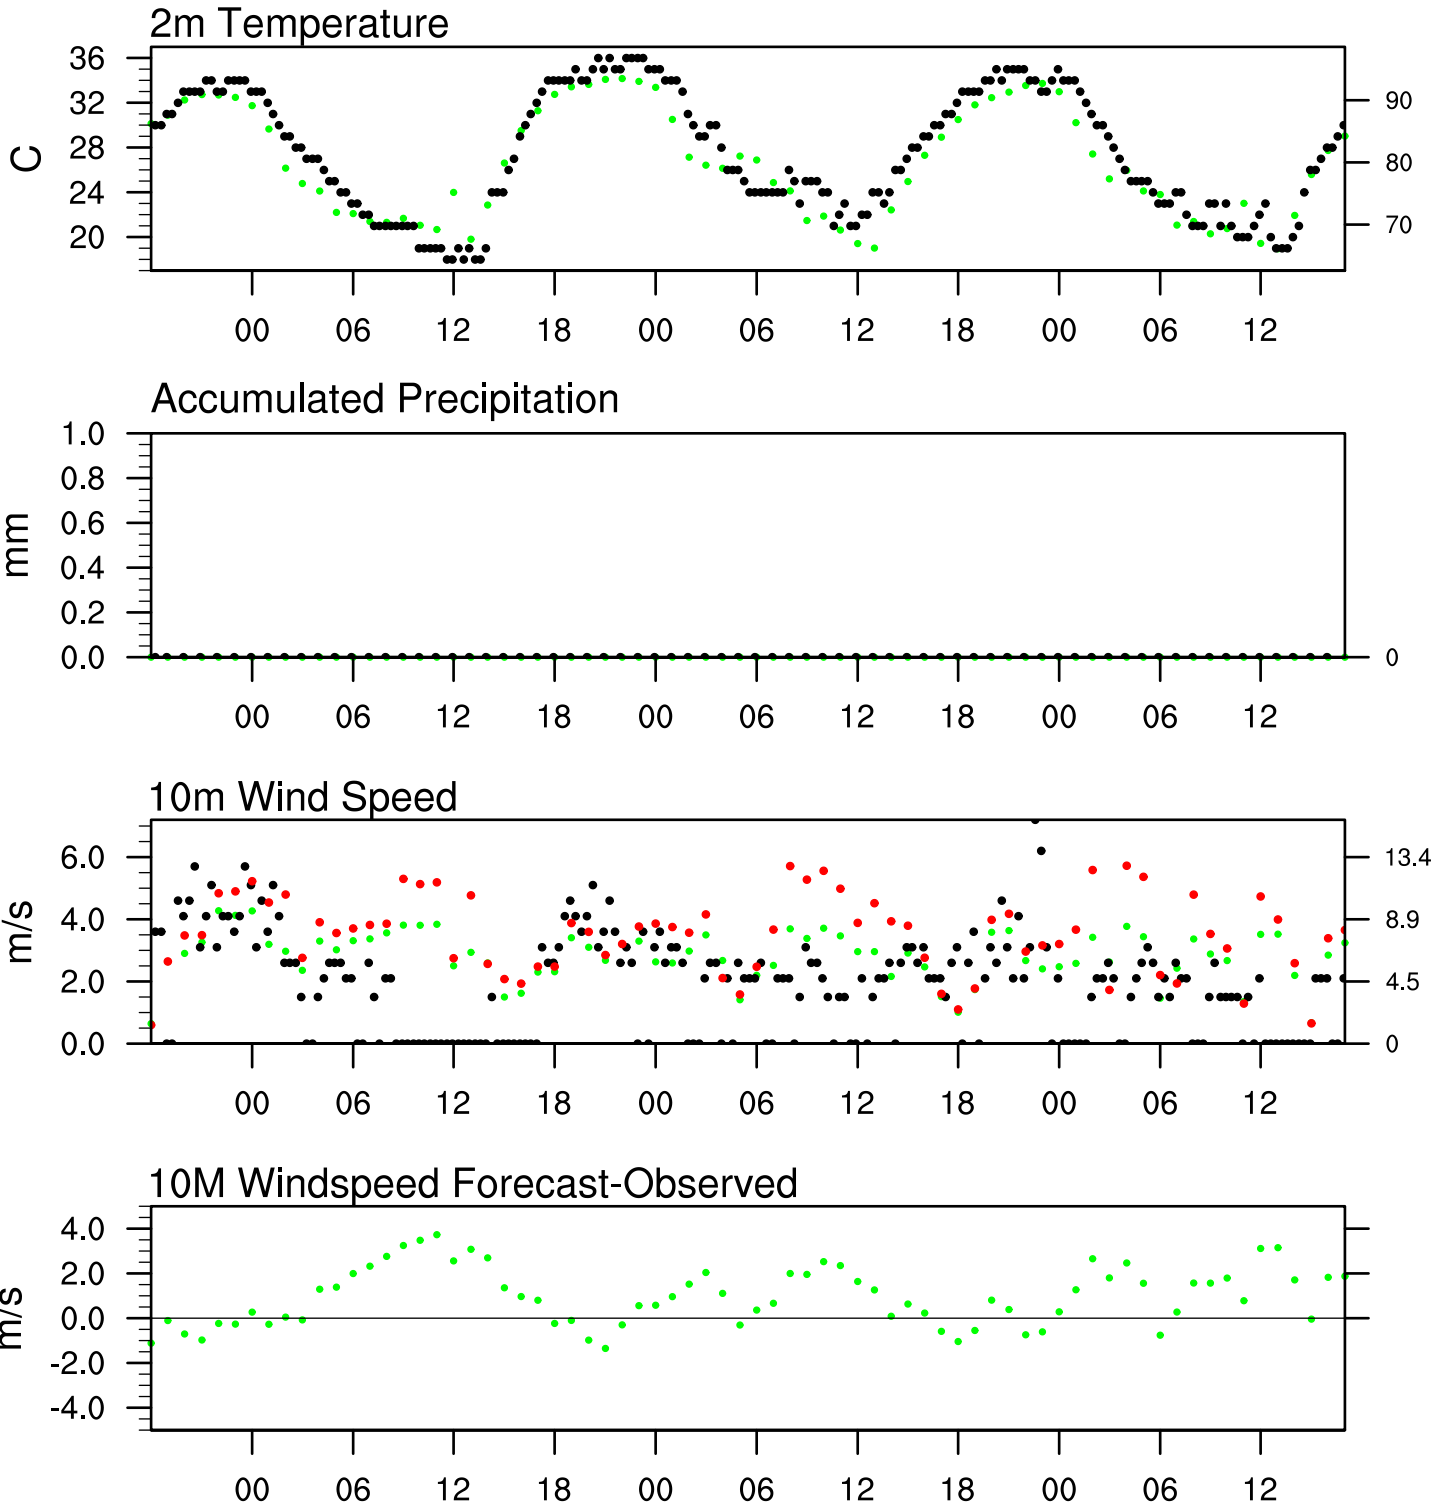 2m Temperature
36
32
28
24
20
C
90
80
70
00 06 12 18 00 06 12 18 00 06 12
Accumulated Precipitation
1.0
0.8
0.6
0.4
0.2
0.0
mm
0
00 06 12 18 00 06 12 18 00 06 12
10m Wind Speed
6.0
4.0
2.0
0.0
m/s
13.4
8.9
4.5
0
00 06 12 18 00 06 12 18 00 06 12
10M Windspeed Forecast-Observed
4.0
2.0
0.0
-2.0
-4.0
m/s
00 06 12 18 00 06 12 18 00 06 12